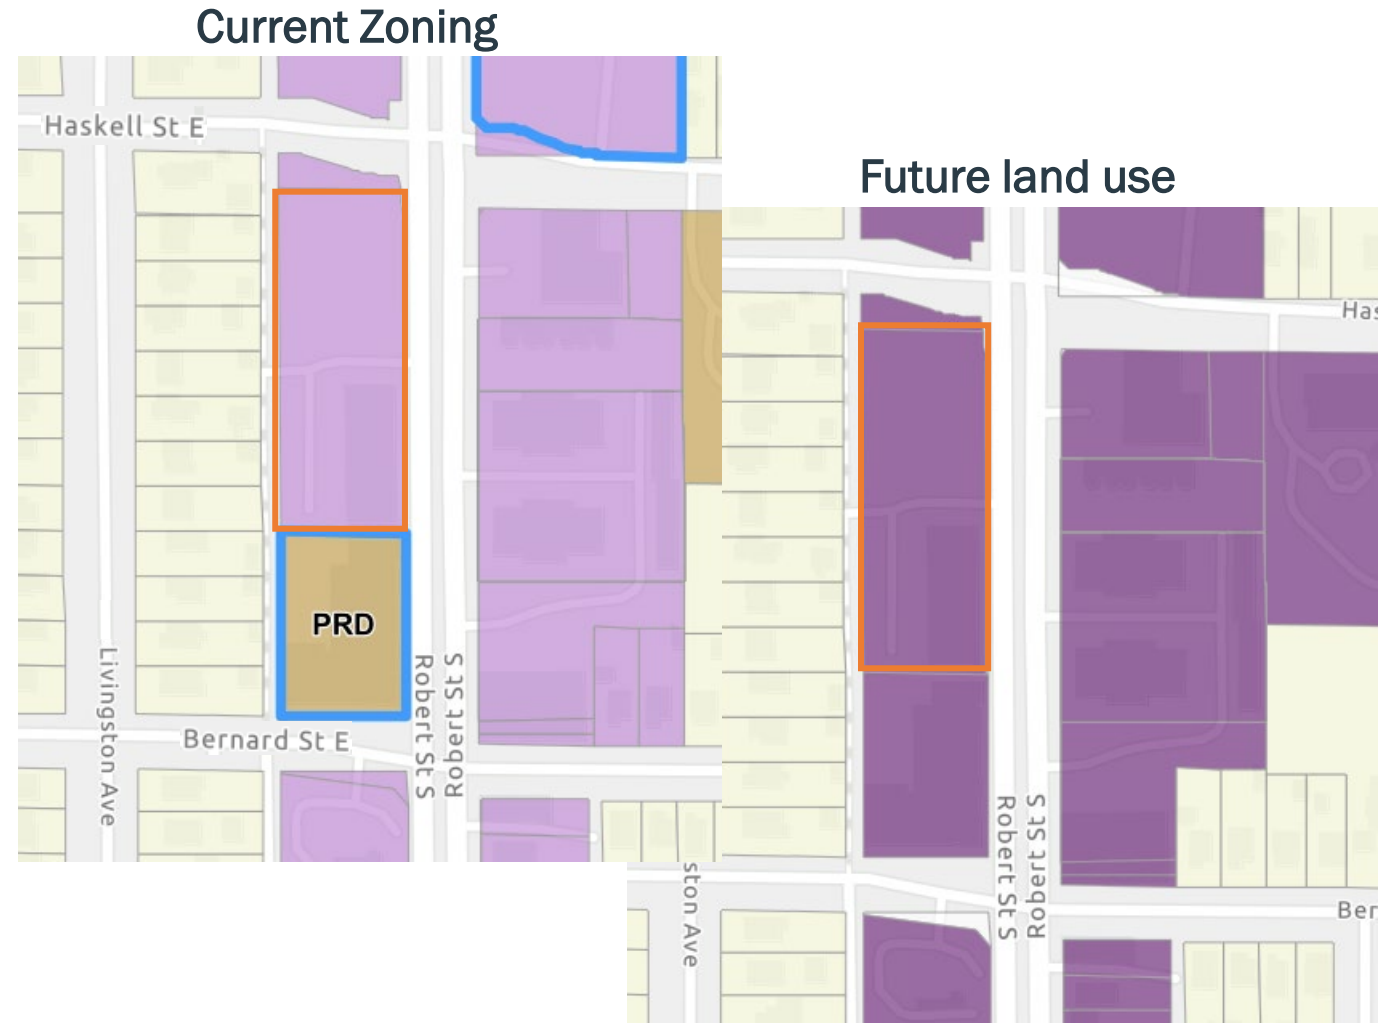 Current Zoning
Haskell St E
Future land use
Has
PRD
Livingston Ave
Robert St S
Robert St S
Bernard St E
Robert St S
Robert St S
ston Ave
Ber